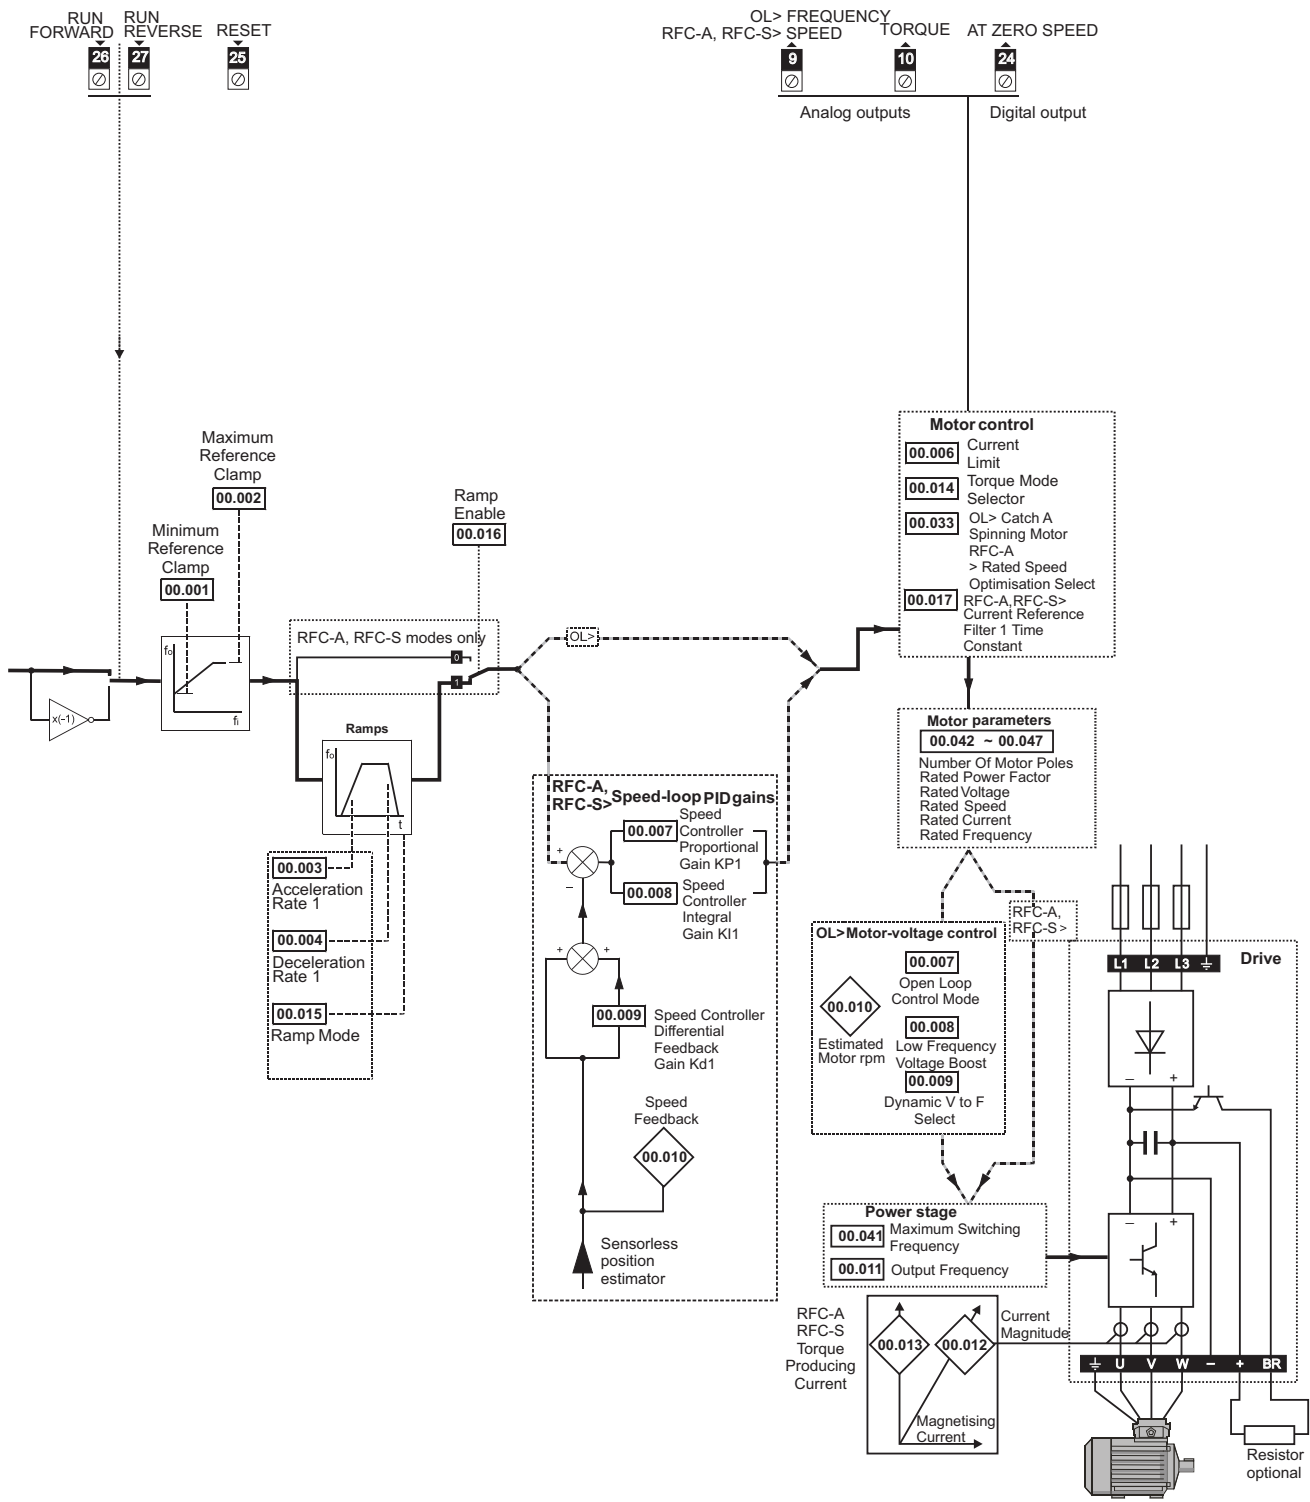 RUN
FORWARD
RUN
REVERSE
RESET
26
27
25
OL> FREQUENCY
RFC-A, RFC-S> SPEED
TORQUE
AT ZERO SPEED
9
10
24
Analog outputs
Digital output
Maximum
Reference
Clamp
00.002
Minimum
Reference
Clamp
00.001
Ramp
Enable
00.016
RFC-A, RFC-S modes only
0
1
OL>
x(-1)
fo
fi
Ramps
fo
t
00.003
Acceleration
Rate 1
00.004
Deceleration
Rate 1
00.015
Ramp Mode
RFC-A,
RFC-S> Speed-loop PID gains
00.007
Speed
Controller
Proportional
Gain KP1
00.008
Speed
Controller
Integral
Gain KI1
+
–
+
+
00.009
Speed Controller
Differential
Feedback
Gain Kd1
Speed
Feedback
00.010
Sensorless
position
estimator
Motor control
00.006
Current
Limit
00.014
Torque Mode
Selector
00.033
OL> Catch A
Spinning Motor
RFC-A
> Rated Speed
Optimisation Select
00.017
RFC-A,RFC-S>
Current Reference
Filter 1 Time
Constant
Motor parameters
00.042 ~ 00.047
Number Of Motor Poles
Rated Power Factor
Rated Voltage
Rated Speed
Rated Current
Rated Frequency
RFC-A,
RFC-S >
OL>Motor-voltage control
00.007
Open Loop
Control Mode
00.010
Estimated
Motor rpm
00.008
Low Frequency
Voltage Boost
00.009
Dynamic V to F
Select
Power stage
00.041
Maximum Switching
Frequency
00.011
Output Frequency
RFC-A
RFC-S
Torque
Producing
Current
00.013
00.012
Current
Magnitude
Magnetising
Current
L1 L2 L3
Drive
– +
– +
U V W – + BR
Resistor
optional